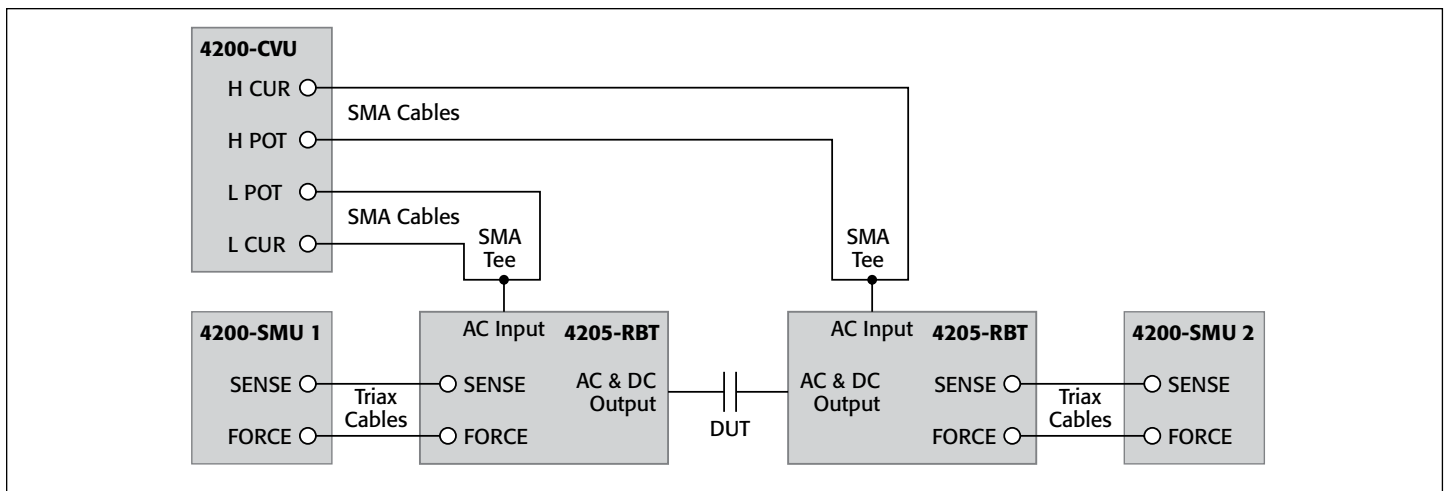 4200-CVU
H CUR
SMA Cables
H POT
L POT
SMA Cables
L CUR
SMA
Tee
SMA
Tee
4200-SMU 1
AC Input
4205-RBT
AC Input
4205-RBT
4200-SMU 2
SENSE
Triax
Cables
SENSE
AC & DC
Output
DUT
AC & DC
Output
SENSE
Triax
Cables
SENSE
FORCE
FORCE
FORCE
FORCE